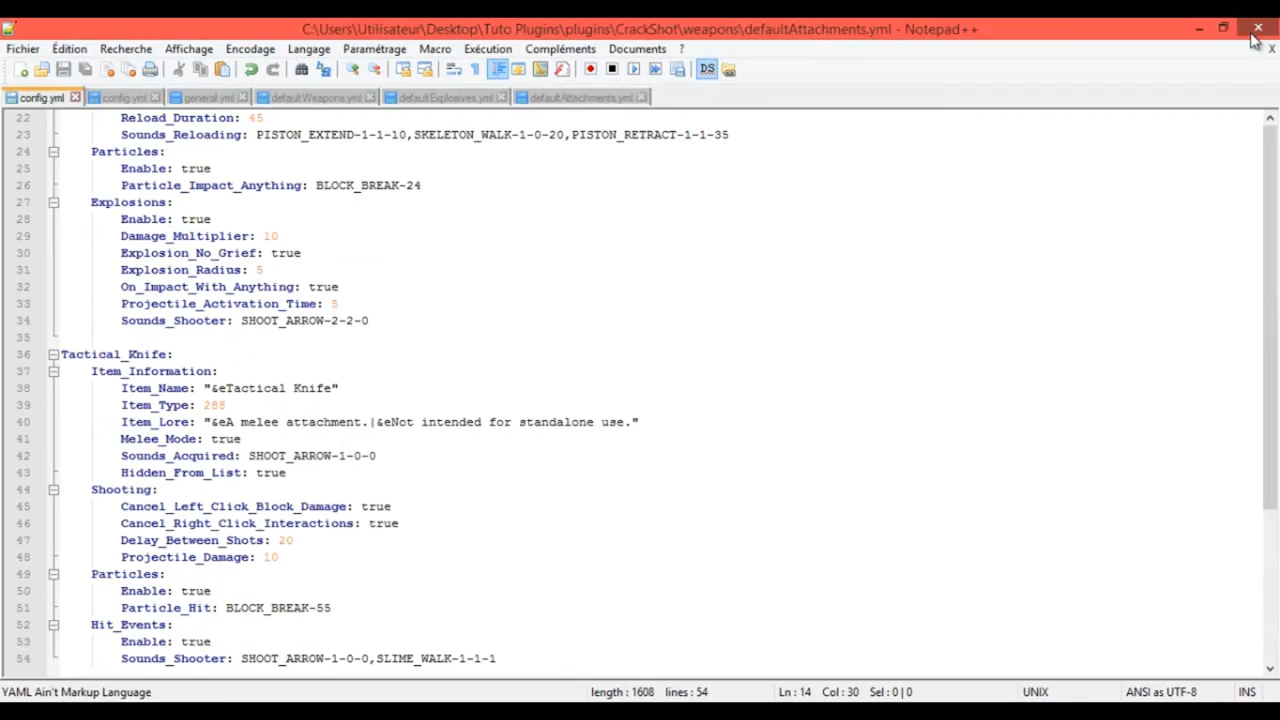 C:\Users\Utilisateur\Desktop\Tuto Plugins\plugins\CrackShot\weapons\defaultAttachments.yml - Notepad++
Fichier Édition Recherche Affichage Encodage Langage Paramétrage Macro Exécution Compléments Documents ? X
config.yml config.yml general.yml defaultWeapons.yml defaultExplosives.yml defaultAttachments.yml
22 Reload_Duration: 45
23 Sounds_Reloading: PISTON_EXTEND-1-1-10,SKELETON_WALK-1-0-20,PISTON_RETRACT-1-1-35
24 Particles:
25 Enable: true
26 Particle_Impact_Anything: BLOCK_BREAK-24
27 Explosions:
28 Enable: true
29 Damage_Multiplier: 10
30 Explosion_No_Grief: true
31 Explosion_Radius: 5
32 On_Impact_With_Anything: true
33 Projectile_Activation_Time: 5
34 Sounds_Shooter: SHOOT_ARROW-2-2-0
35
36 Tactical_Knife:
37 Item_Information:
38 Item_Name: "&eTactical Knife"
39 Item_Type: 288
40 Item_Lore: "&eA melee attachment.|&eNot intended for standalone use."
41 Melee_Mode: true
42 Sounds_Acquired: SHOOT_ARROW-1-0-0
43 Hidden_From_List: true
44 Shooting:
45 Cancel_Left_Click_Block_Damage: true
46 Cancel_Right_Click_Interactions: true
47 Delay_Between_Shots: 20
48 Projectile_Damage: 10
49 Particles:
50 Enable: true
51 Particle_Hit: BLOCK_BREAK-55
52 Hit_Events:
53 Enable: true
54 Sounds_Shooter: SHOOT_ARROW-1-0-0,SLIME_WALK-1-1-1
YAML Ain't Markup Language length : 1608 lines : 54 Ln : 14 Col : 30 Sel : 0 | 0 UNIX ANSI as UTF-8 INS